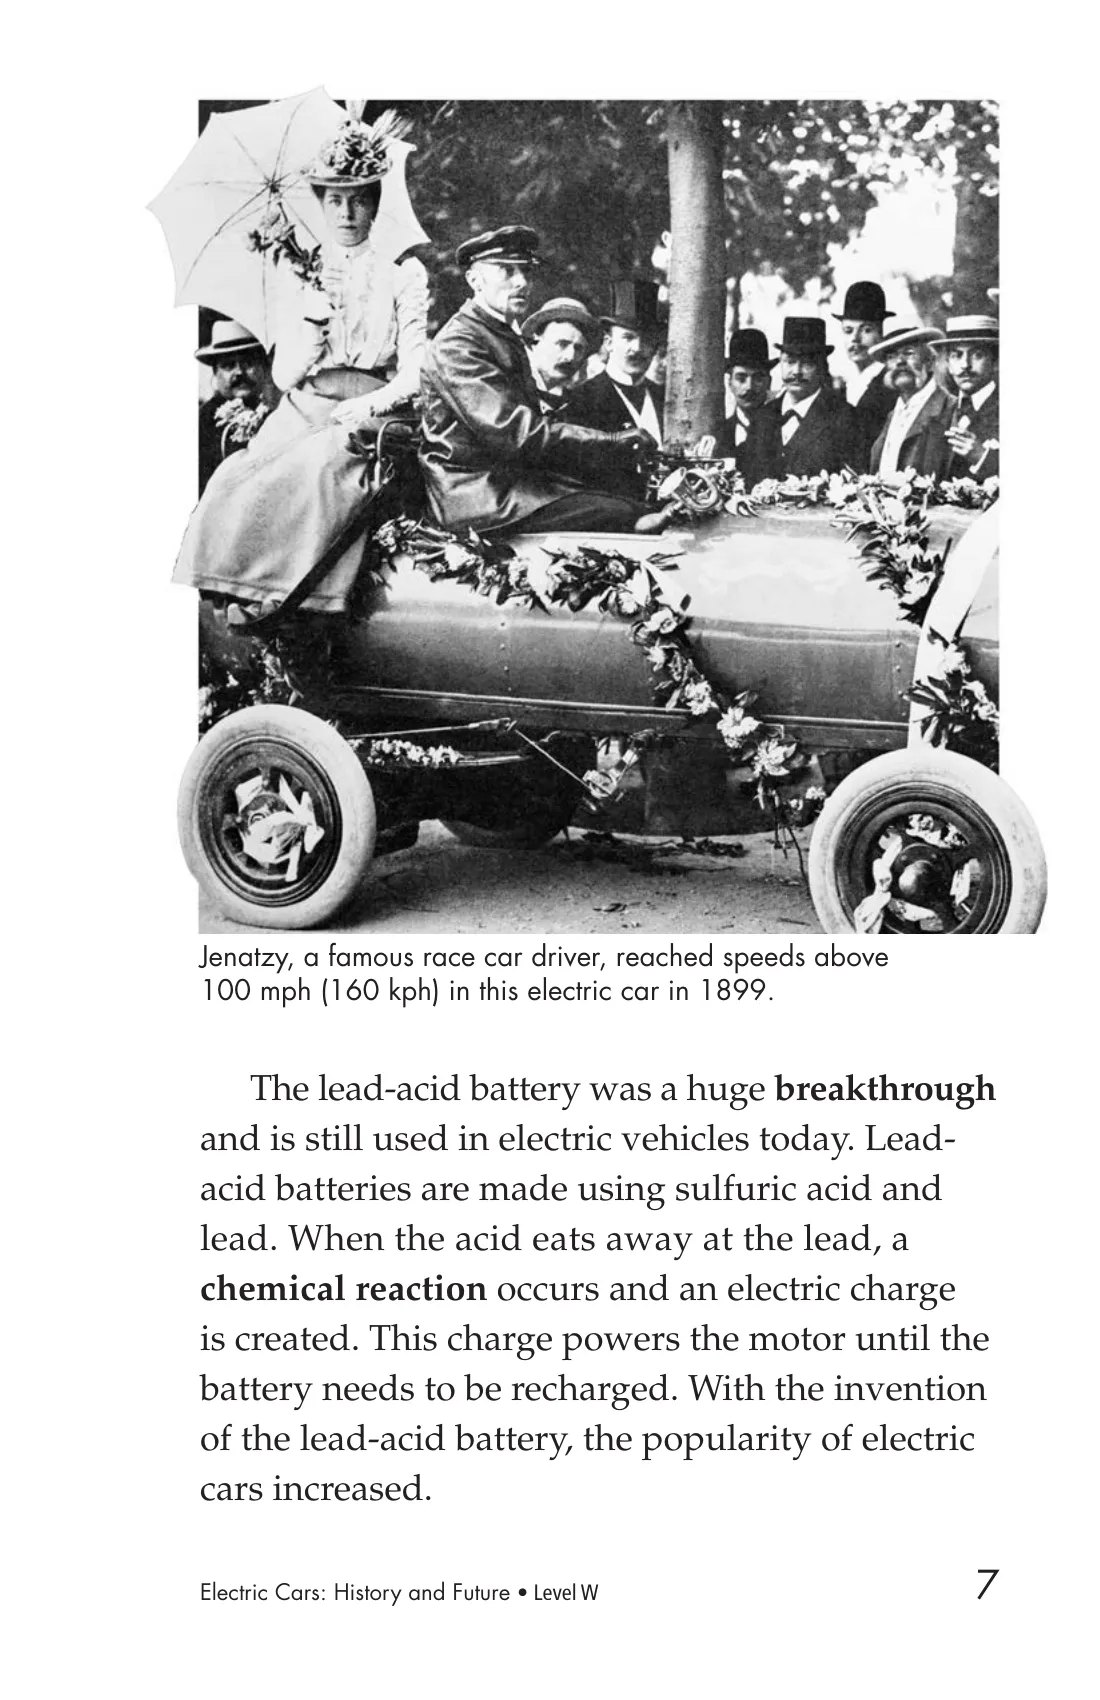 Jenatzy, a famous race car driver, reached speeds above
100 mph (160 kph) in this electric car in 1899.
The lead-acid battery was a huge breakthrough
and is still used in electric vehicles today. Lead-
acid batteries are made using sulfuric acid and
lead. When the acid eats away at the lead, a
chemical reaction occurs and an electric charge
is created. This charge powers the motor until the
battery needs to be recharged. With the invention
of the lead-acid battery, the popularity of electric
cars increased.
Electric Cars: History and Future • Level W
7